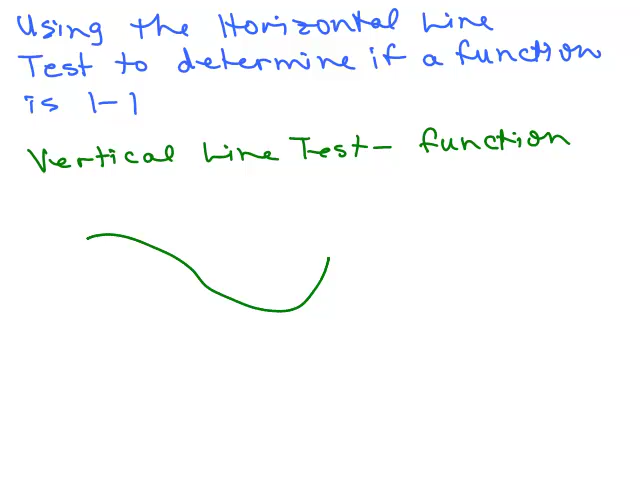 Using the Horizontal Line
Test to determine if a function
is 1-1
Vertical Line Test - function